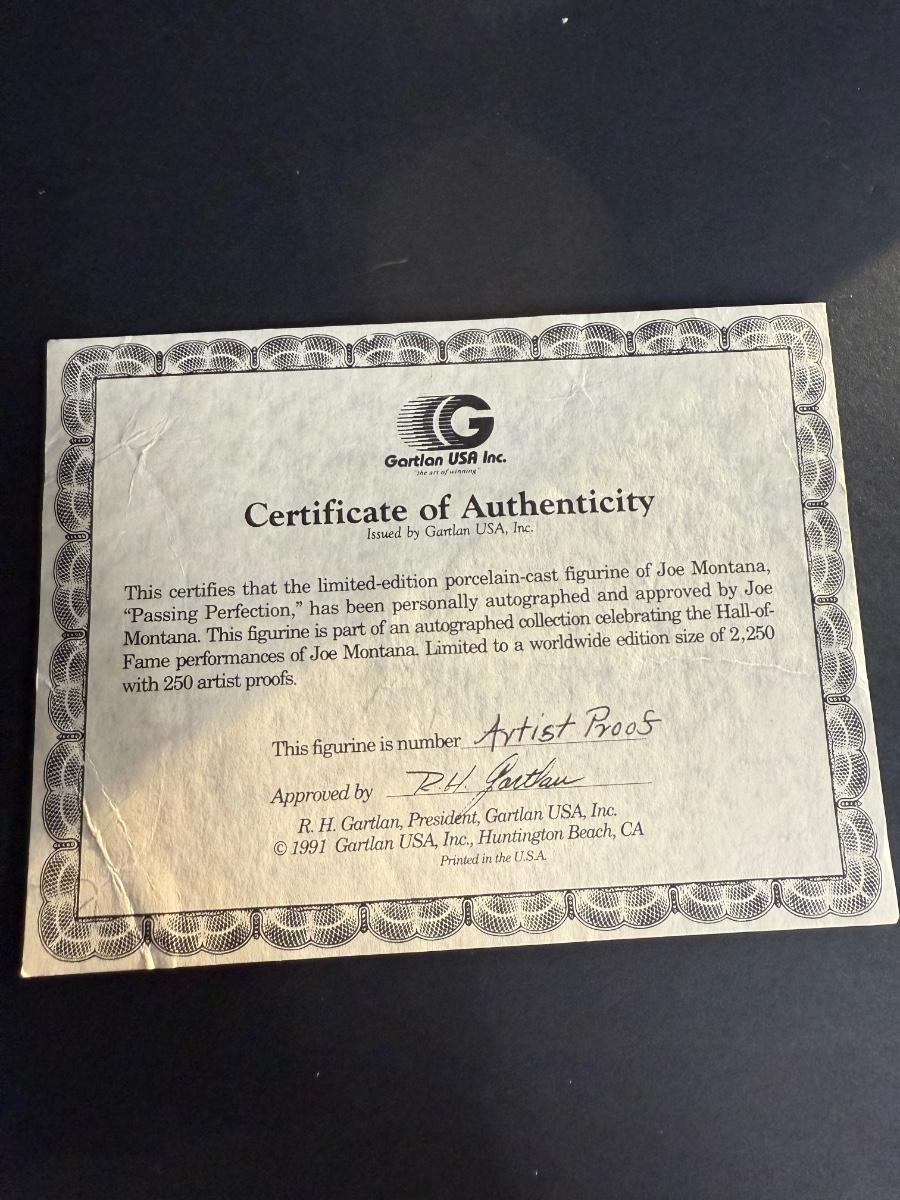 G
Gartlan USA Inc.
"the art of winning"
Certificate of Authenticity
Issued by Gartlan USA, Inc.
This certifies that the limited-edition porcelain-cast figurine of Joe Montana,
"Passing Perfection," has been personally autographed and approved by Joe
Montana. This figurine is part of an autographed collection celebrating the Hall-of-
Fame performances of Joe Montana. Limited to a worldwide edition size of 2,250
with 250 artist proofs.
This figurine is number Artist Proof
Approved by R.H. Gartlan
R. H. Gartlan, President, Gartlan USA, Inc.
© 1991 Gartlan USA, Inc., Huntington Beach, CA
Printed in the U.S.A.